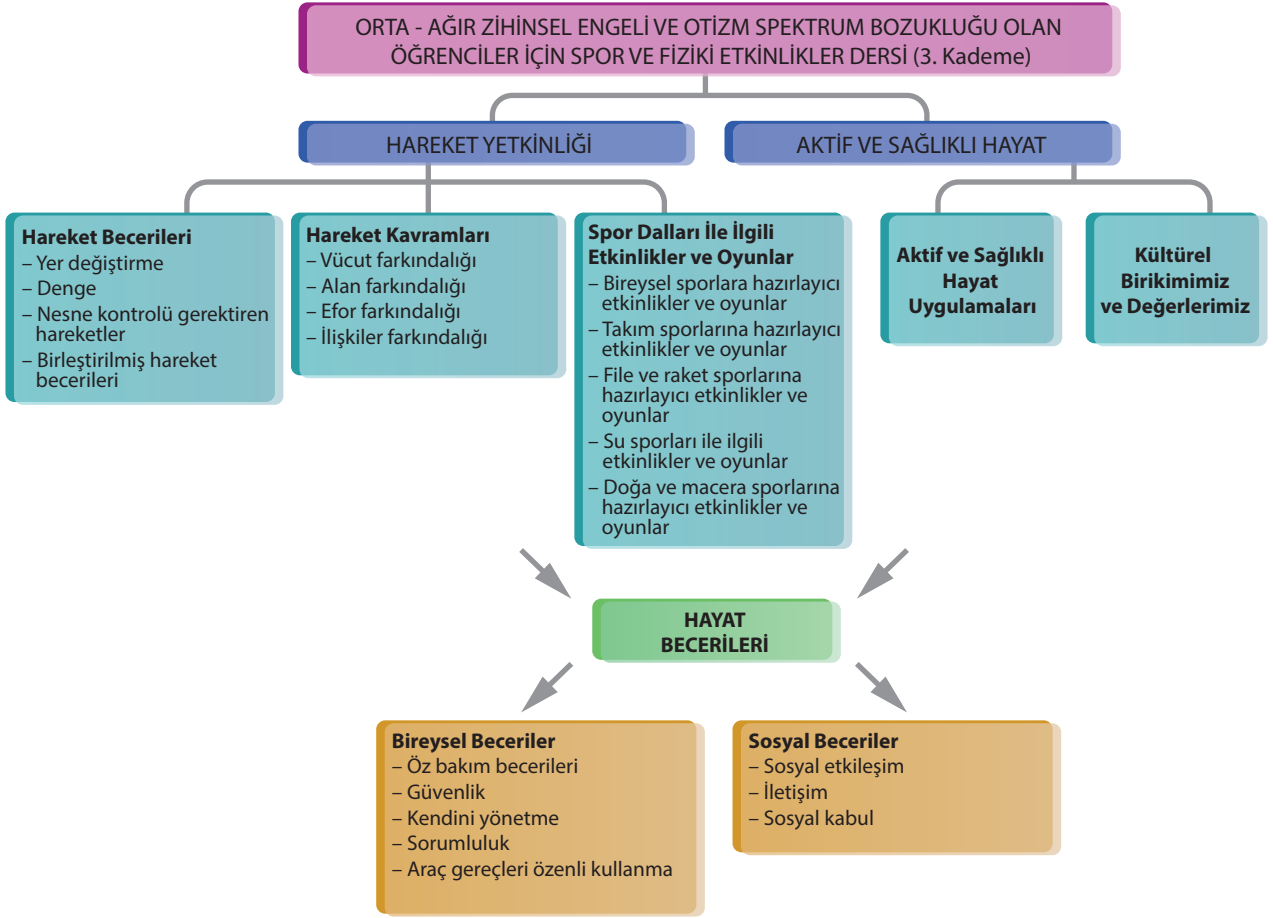 ORTA - AĞIR ZİHİNSEL ENGELİ VE OTİZM SPEKTRUM BOZUKLUĞU OLAN
ÖĞRENCİLER İÇİN SPOR VE FİZİKİ ETKİNLİKLER DERSİ (3. Kademe)
HAREKET YETKİNLİĞİ
AKTİF VE SAĞLIKLI HAYAT
Hareket Becerileri
– Yer değiştirme
– Denge
– Nesne kontrolü gerektiren
hareketler
– Birleştirilmiş hareket
becerileri
Hareket Kavramları
– Vücut farkındalığı
– Alan farkındalığı
– Efor farkındalığı
– İlişkiler farkındalığı
Spor Dalları İle İlgili
Etkinlikler ve Oyunlar
– Bireysel sporlara hazırlayıcı
etkinlikler ve oyunlar
– Takım sporlarına hazırlayıcı
etkinlikler ve oyunlar
– File ve raket sporlarına
hazırlayıcı etkinlikler ve
oyunlar
– Su sporları ile ilgili
etkinlikler ve oyunlar
– Doğa ve macera sporlarına
hazırlayıcı etkinlikler ve
oyunlar
Aktif ve Sağlıklı
Hayat
Uygulamaları
Kültürel
Birikimimiz
ve Değerlerimiz
HAYAT
BECERİLERİ
Bireysel Beceriler
– Öz bakım becerileri
– Güvenlik
– Kendini yönetme
– Sorumluluk
– Araç gereçleri özenli kullanma
Sosyal Beceriler
– Sosyal etkileşim
– İletişim
– Sosyal kabul